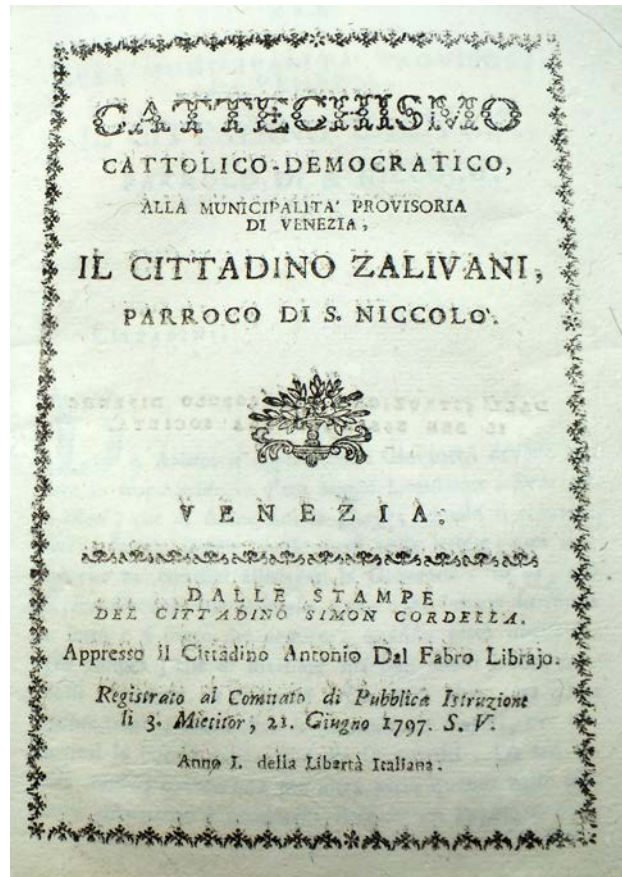 CATTECHISMO
CATTOLICO-DEMOCRATICO,
ALLA MUNICIPALITA' PROVISORIA
DI VENEZIA,
IL CITTADINO ZALIVANI,
PARROCO DI S. NICCOLO'.
VENEZIA.
DALLE STAMPE
DEL CITTADINO SIMON CORDELLA.
Appresso il Cittadino Antonio Dal Fabro Librajo.
Registrato al Comitato di Pubblica Istruzione
li 3. Mietitor, 21. Giugno 1797. S. V.
Anno I. della Libertà Italiana.